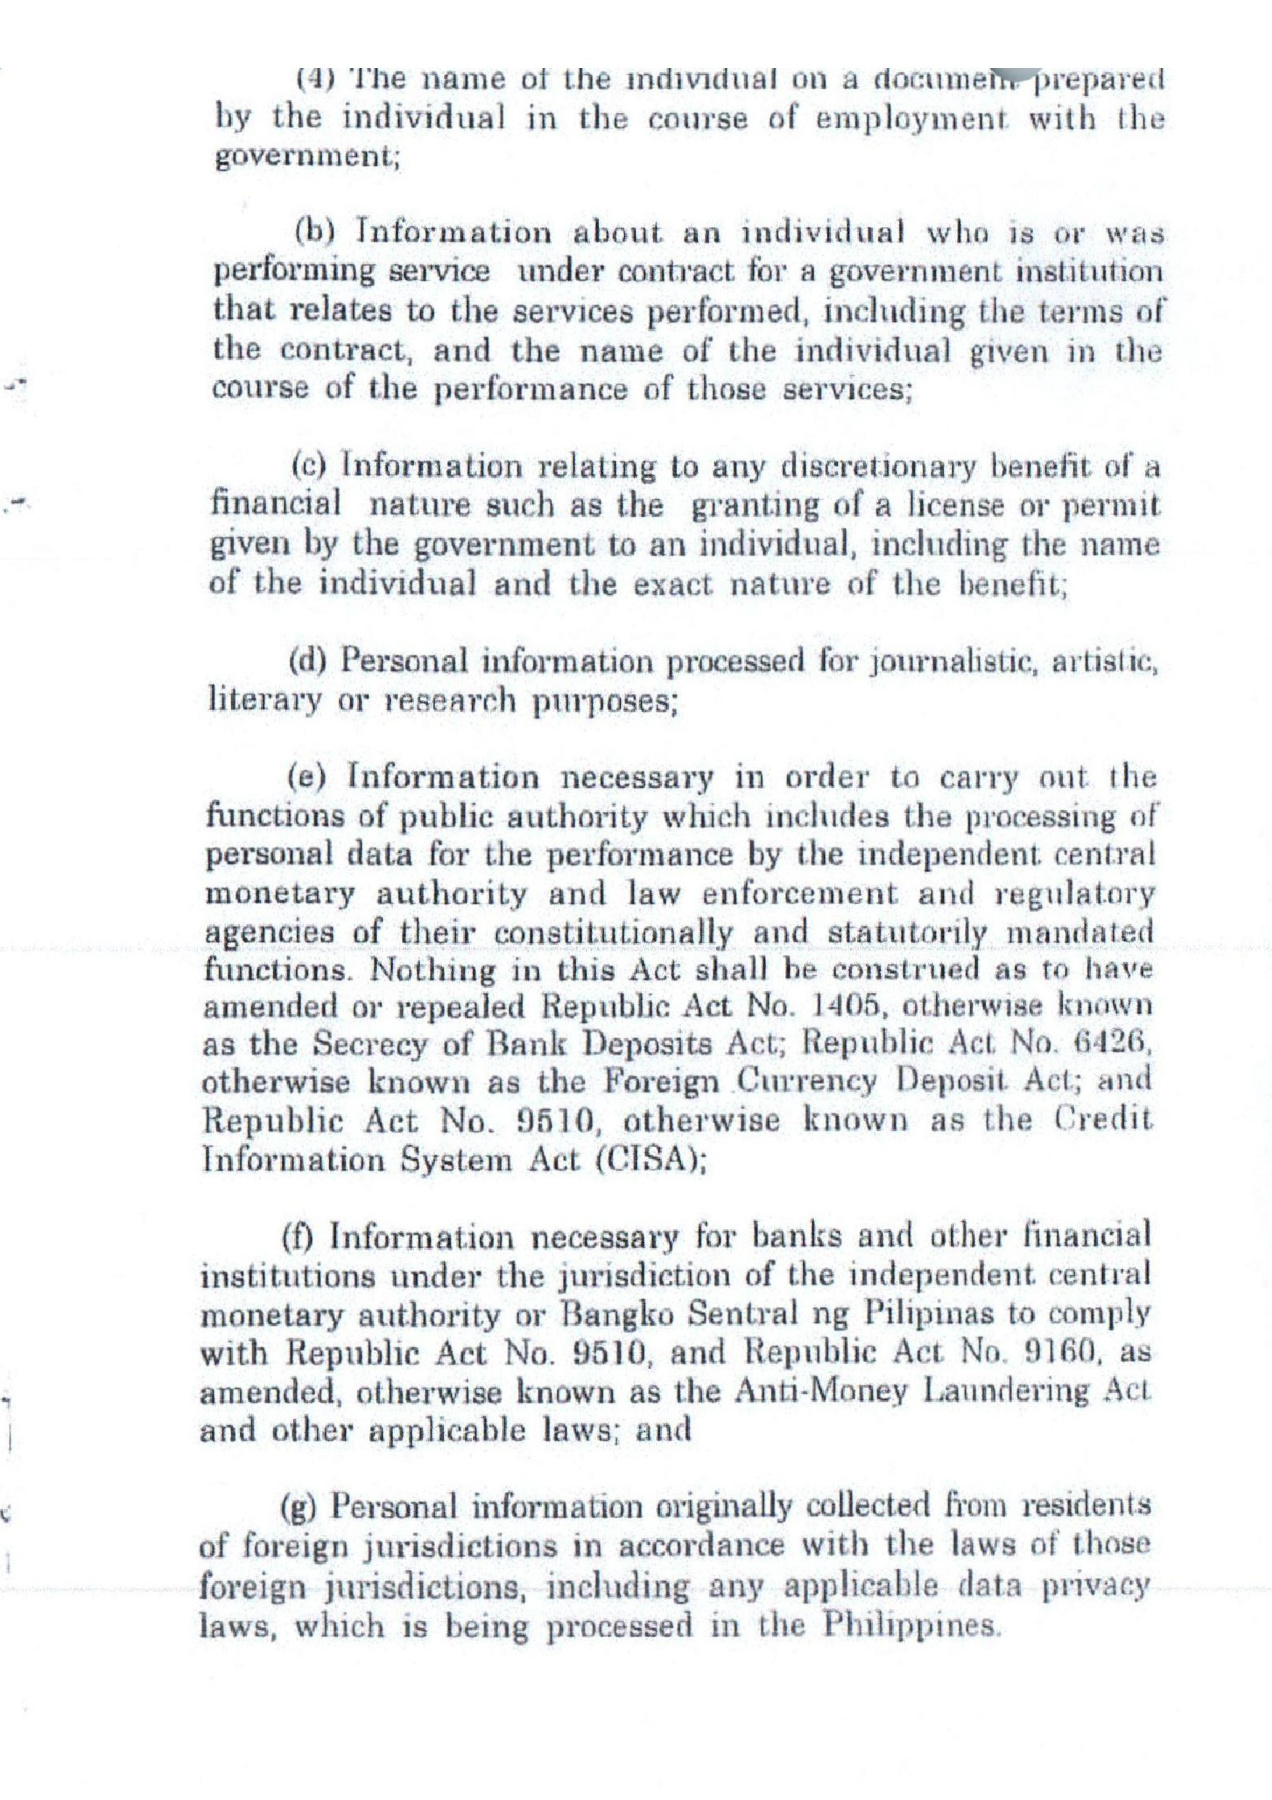 (4) The name of the individual on a document prepared
by the individual in the course of employment with the
government;
(b) Information about an individual who is or was
performing service under contract for a government institution
that relates to the services performed, including the terms of
the contract, and the name of the individual given in the
course of the performance of those services;
(c) Information relating to any discretionary benefit of a
financial nature such as the granting of a license or permit
given by the government to an individual, including the name
of the individual and the exact nature of the benefit;
(d) Personal information processed for journalistic, artistic,
literary or research purposes;
(e) Information necessary in order to carry out the
functions of public authority which includes the processing of
personal data for the performance by the independent central
monetary authority and law enforcement and regulatory
agencies of their constitutionally and statutorily mandated
functions. Nothing in this Act shall be construed as to have
amended or repealed Republic Act No. 1405, otherwise known
as the Secrecy of Bank Deposits Act; Republic Act No. 6426,
otherwise known as the Foreign Currency Deposit Act; and
Republic Act No. 9510, otherwise known as the Credit
Information System Act (CISA);
(f) Information necessary for banks and other financial
institutions under the jurisdiction of the independent central
monetary authority or Bangko Sentral ng Pilipinas to comply
with Republic Act No. 9510, and Republic Act No. 9160, as
amended, otherwise known as the Anti-Money Laundering Act
and other applicable laws; and
(g) Personal information originally collected from residents
of foreign jurisdictions in accordance with the laws of those
foreign jurisdictions, including any applicable data privacy
laws, which is being processed in the Philippines.